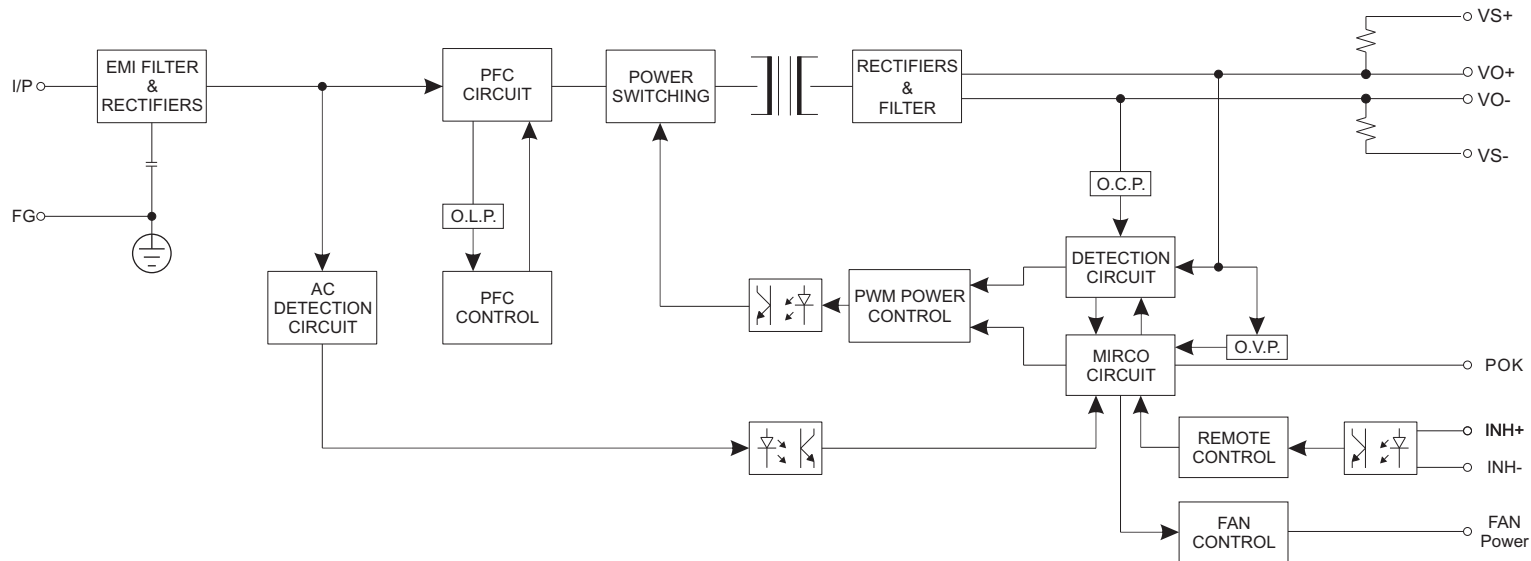 VS+
I/P
EMI FILTER
&
RECTIFIERS
PFC
CIRCUIT
POWER
SWITCHING
RECTIFIERS
&
FILTER
VO+
VO-
VS-
O.C.P.
FG
O.L.P.
AC
DETECTION
CIRCUIT
PFC
CONTROL
PWM POWER
CONTROL
DETECTION
CIRCUIT
O.V.P.
MIRCO
CIRCUIT
POK
REMOTE
CONTROL
INH+
INH-
FAN
CONTROL
FAN
Power